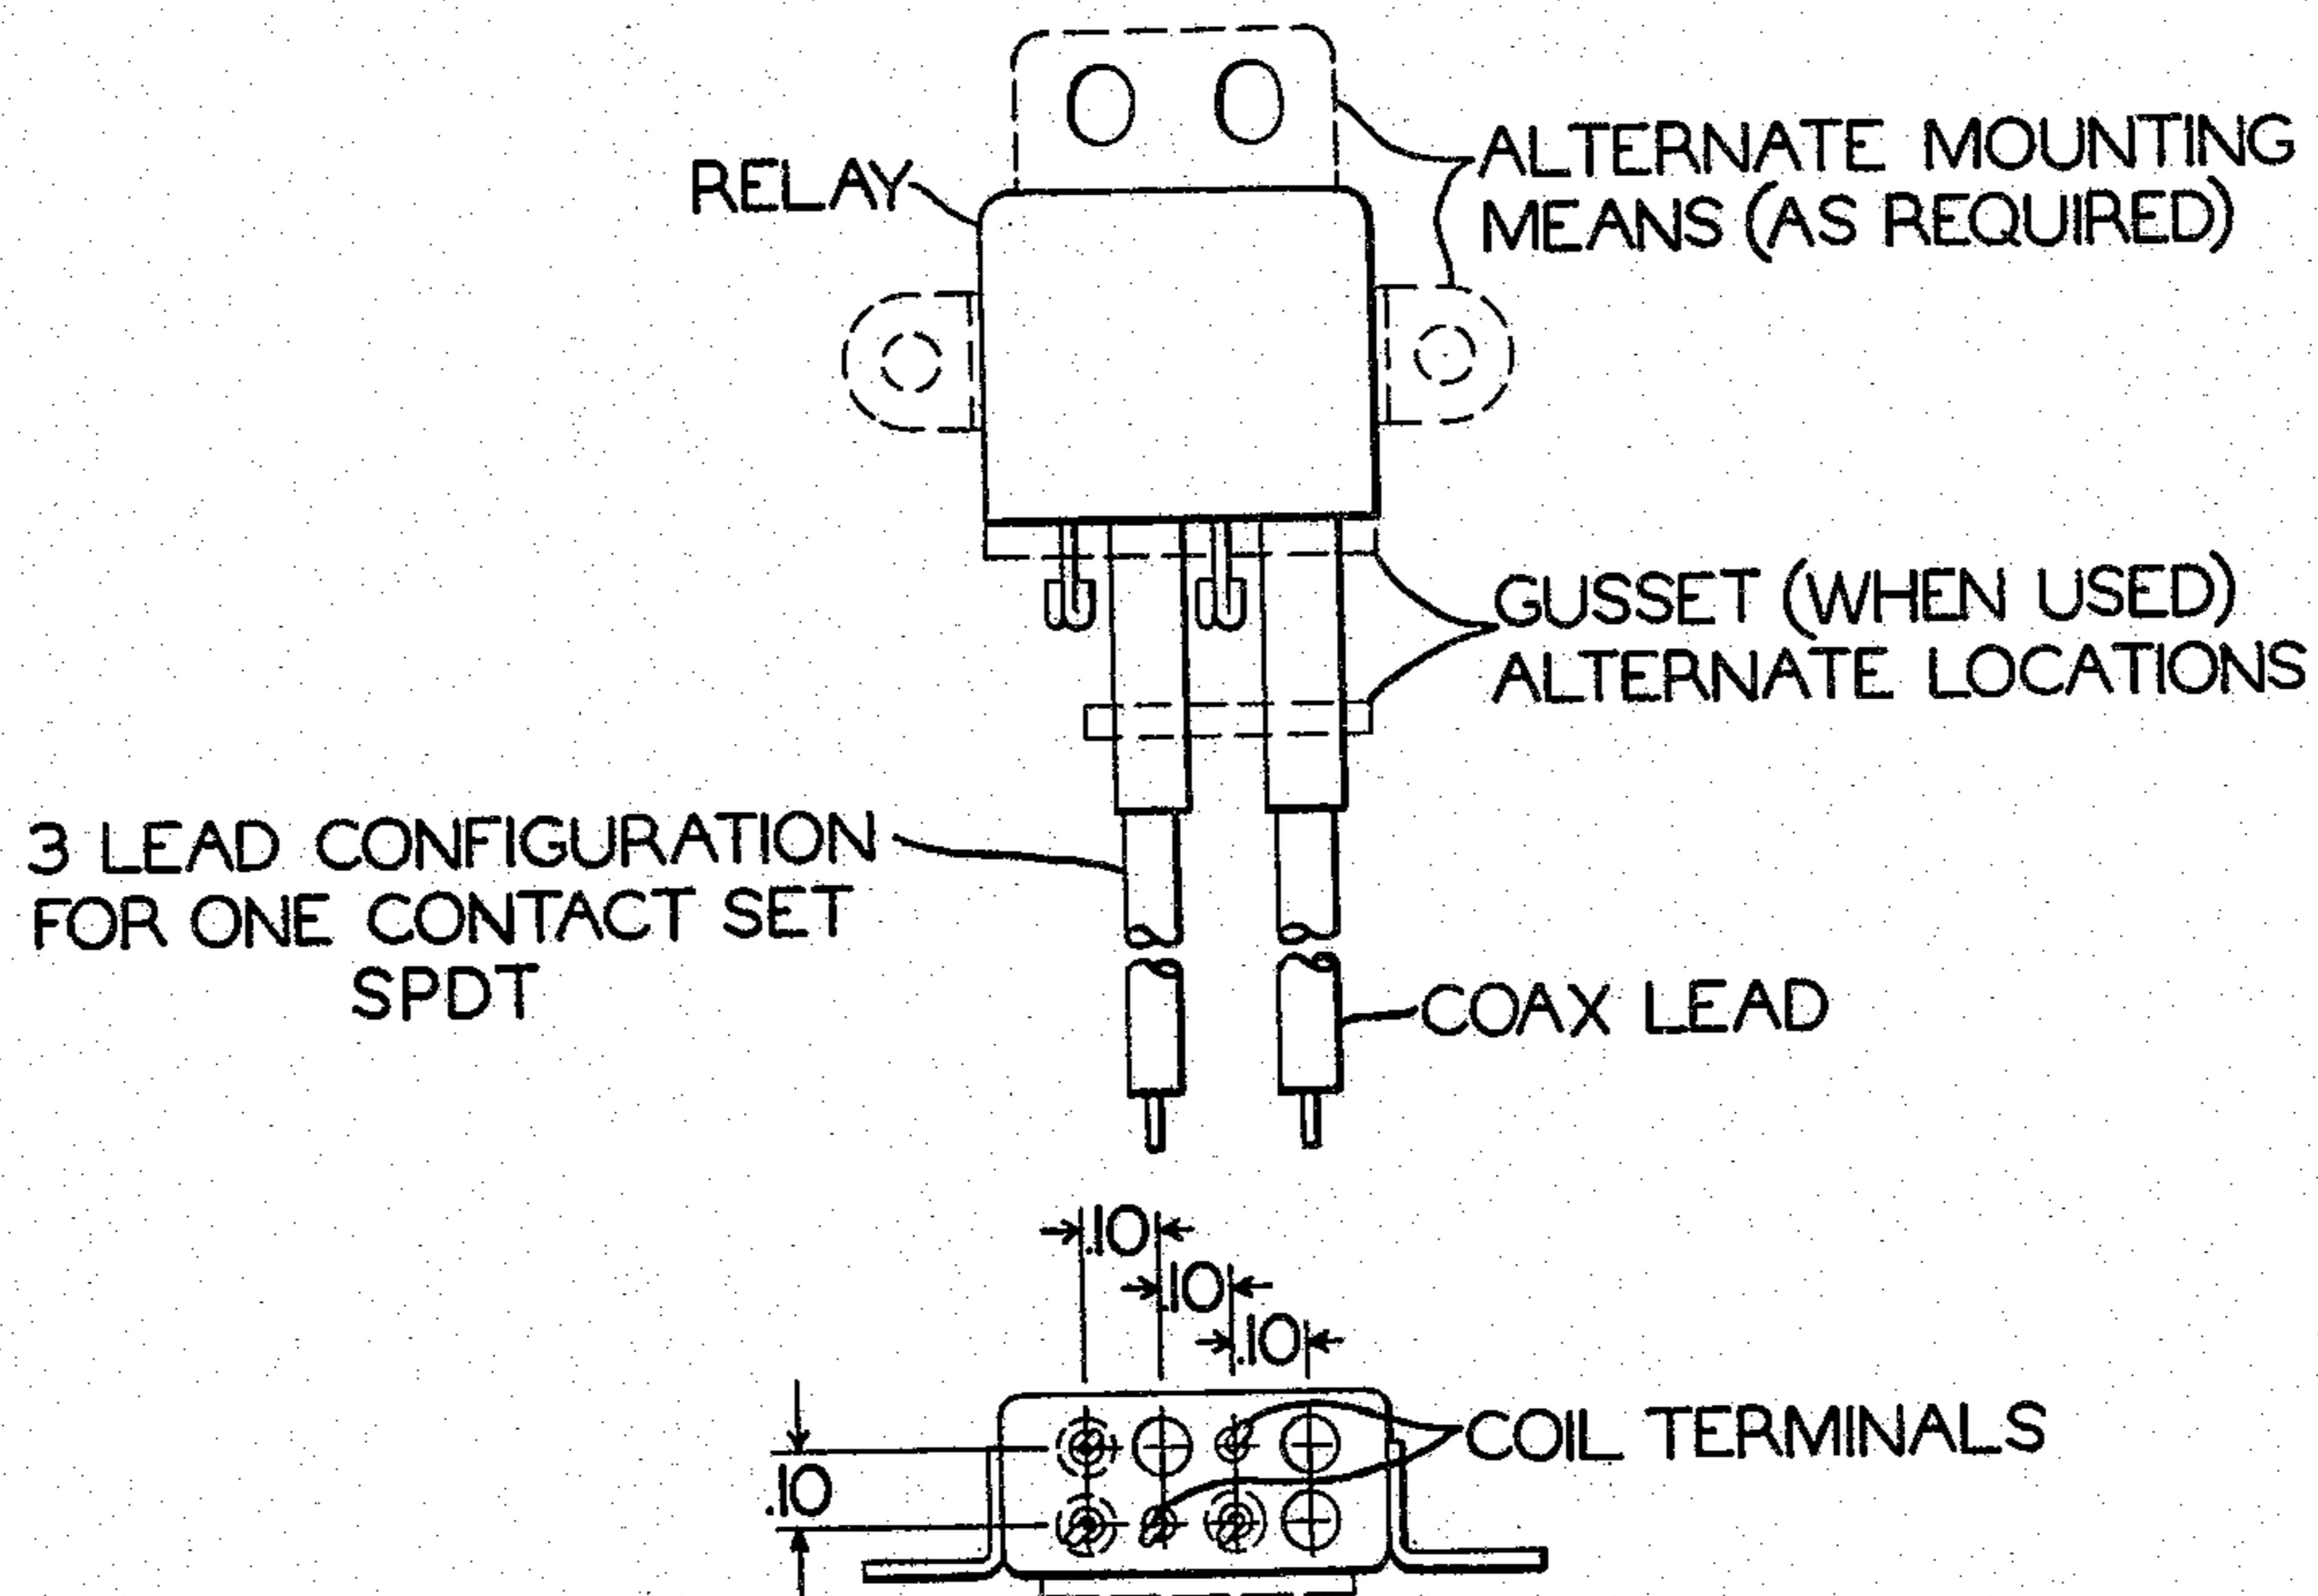 RELAY
ALTERNATE MOUNTING
MEANS (AS REQUIRED)
GUSSET (WHEN USED)
ALTERNATE LOCATIONS
3 LEAD CONFIGURATION
FOR ONE CONTACT SET
SPDT
COAX LEAD
.10
.10
.10
COIL TERMINALS
.10